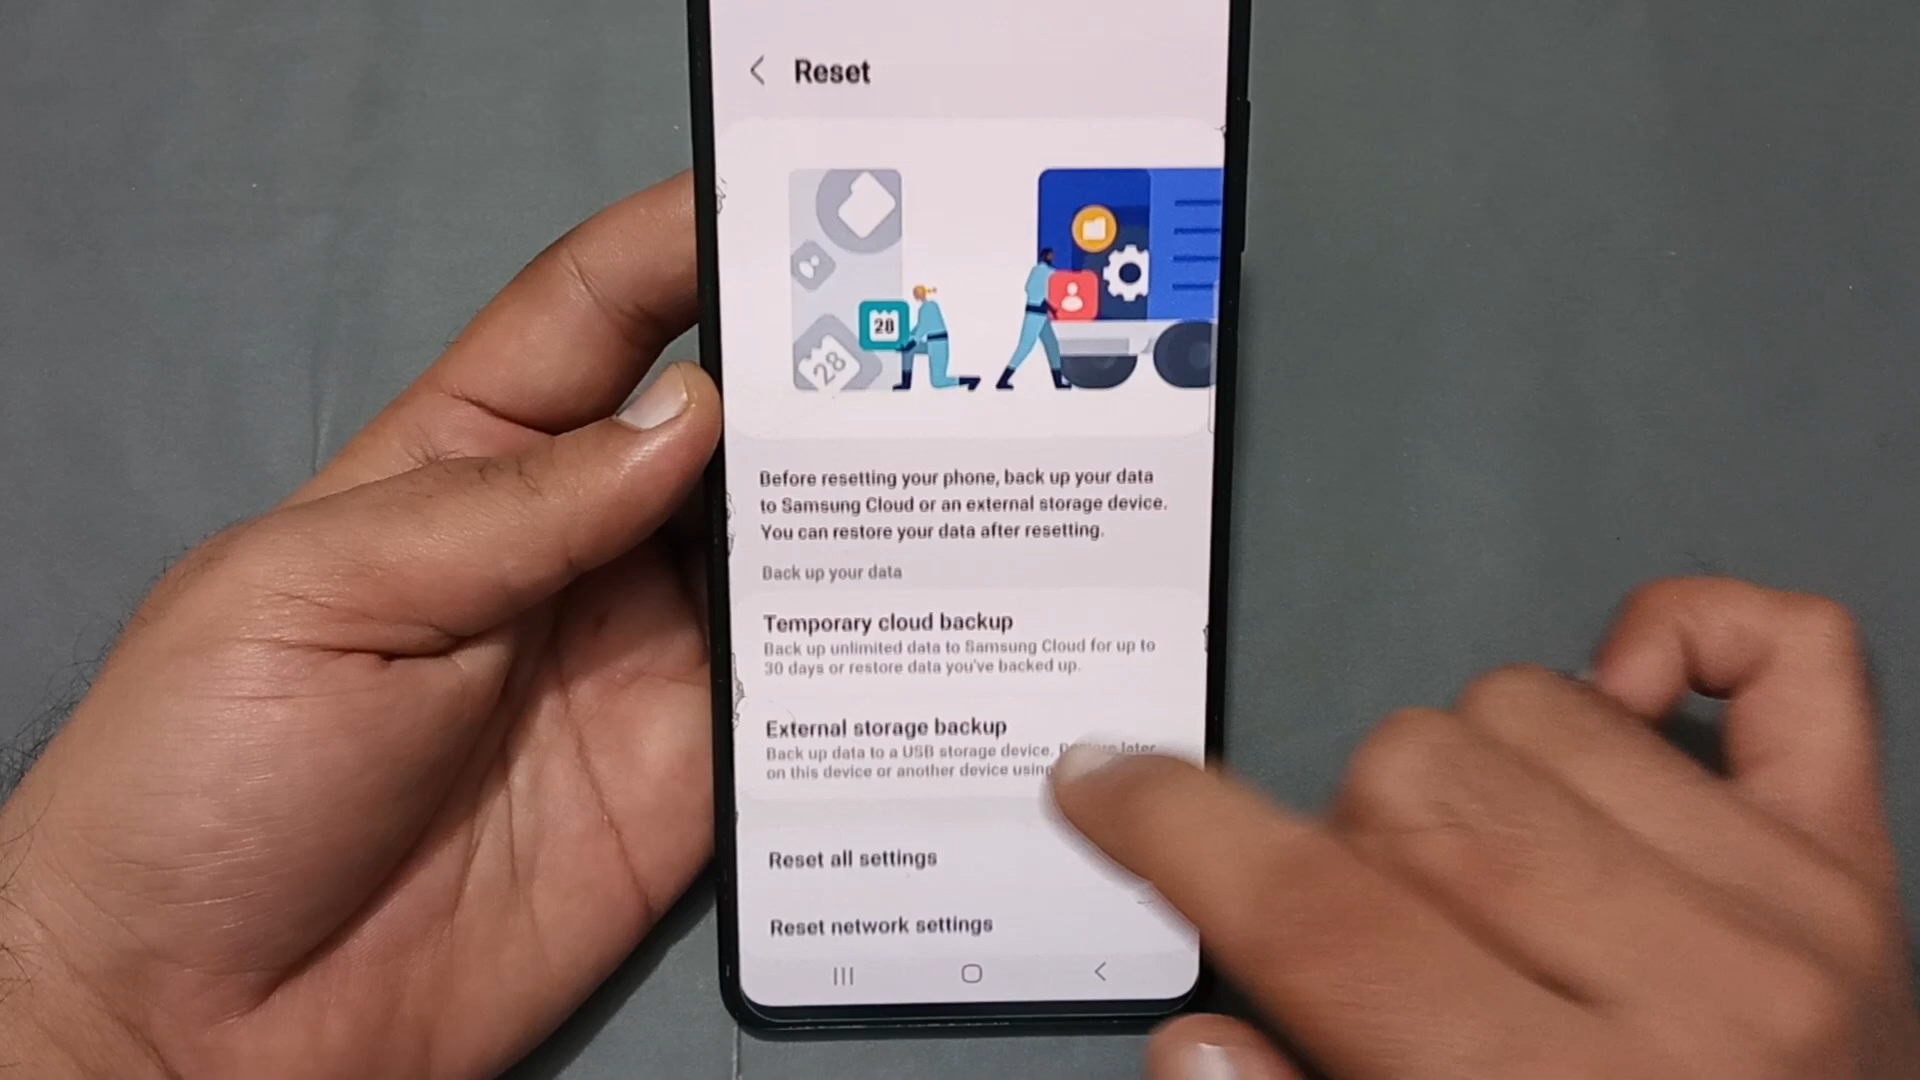 Reset
28
28
Before resetting your phone, back up your data
to Samsung Cloud or an external storage device.
You can restore your data after resetting.
Back up your data
Temporary cloud backup
Back up unlimited data to Samsung Cloud for up to
30 days or restore data you've backed up.
External storage backup
Back up data to a USB storage device. Restore later
on this device or another device using
Reset all settings
Reset network settings